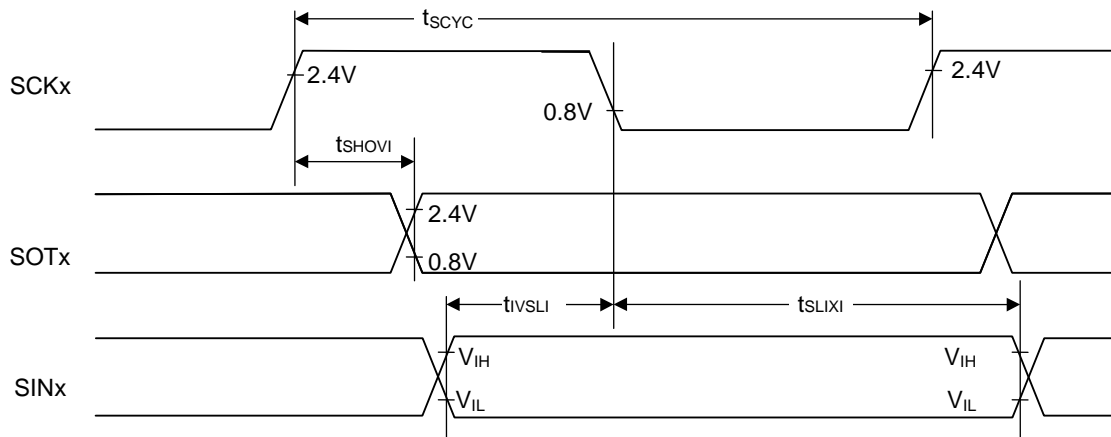 tSCYC
SCKx
2.4V
2.4V
0.8V
tSHOVI
2.4V
SOTx
0.8V
tIVSLI
tSLIXI
VIH
VIH
SINx
VIL
VIL